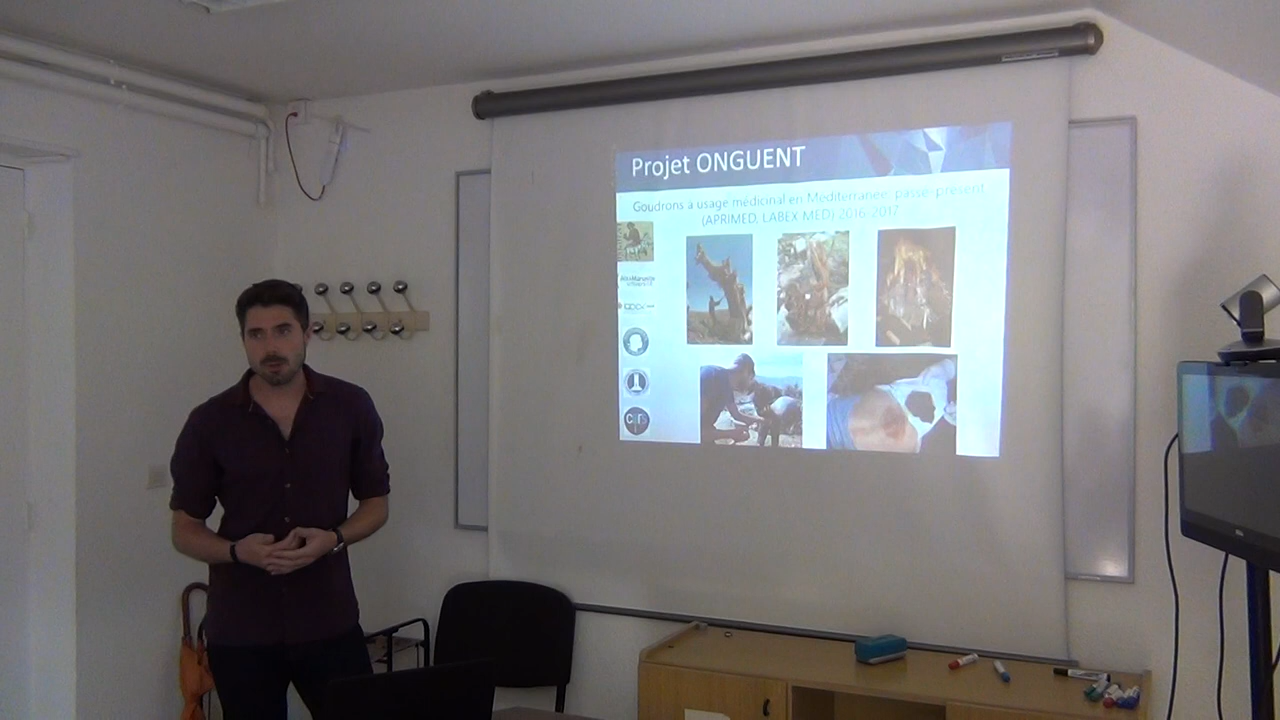 Projet ONGUENT
Goudrons à usage médicinal en Méditerranée: passé, présent
(APRIMED, LABEX MED) 2016-2017